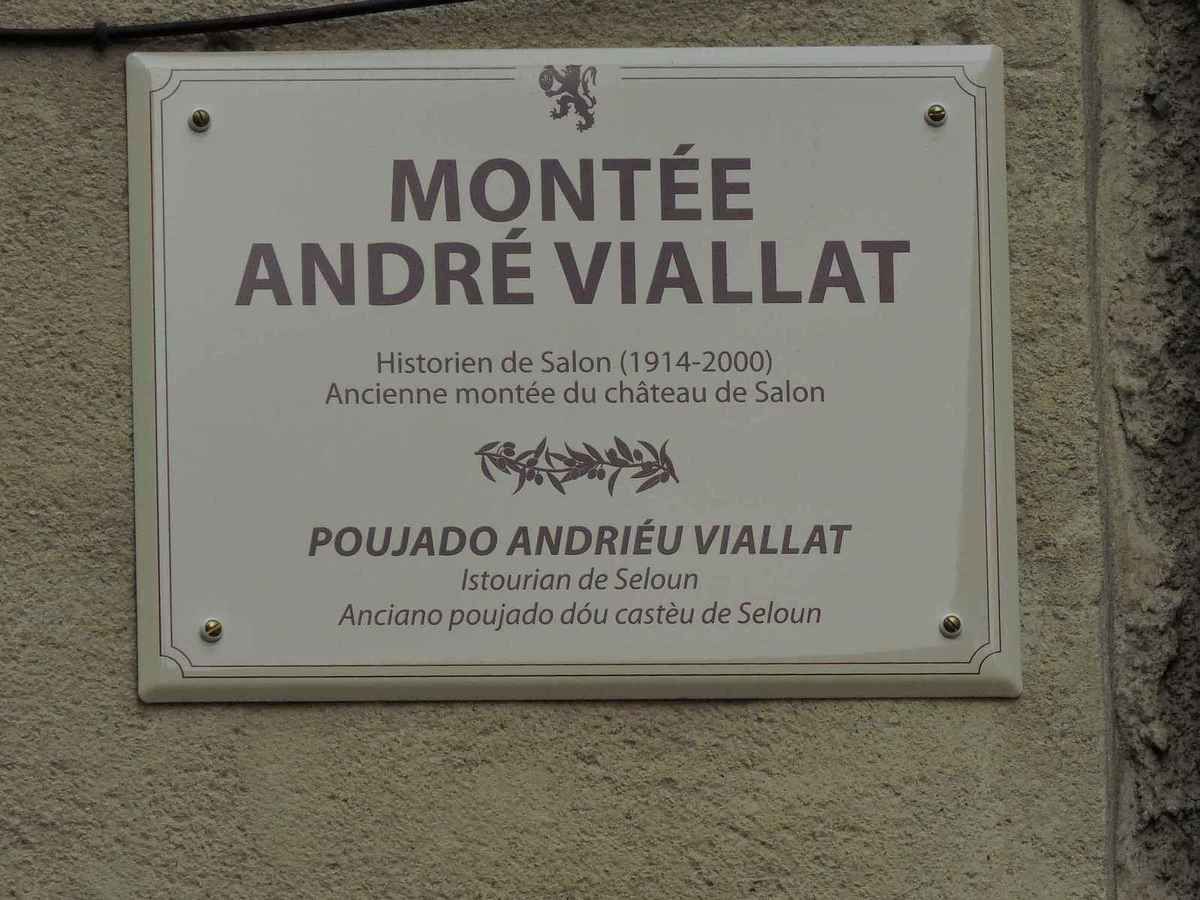 MONTÉE
ANDRÉ VIALLAT
Historien de Salon (1914-2000)
Ancienne montée du château de Salon
POUJADO ANDRIÉU VIALLAT
Istourian de Seloun
Anciano poujado dóu castèu de Seloun